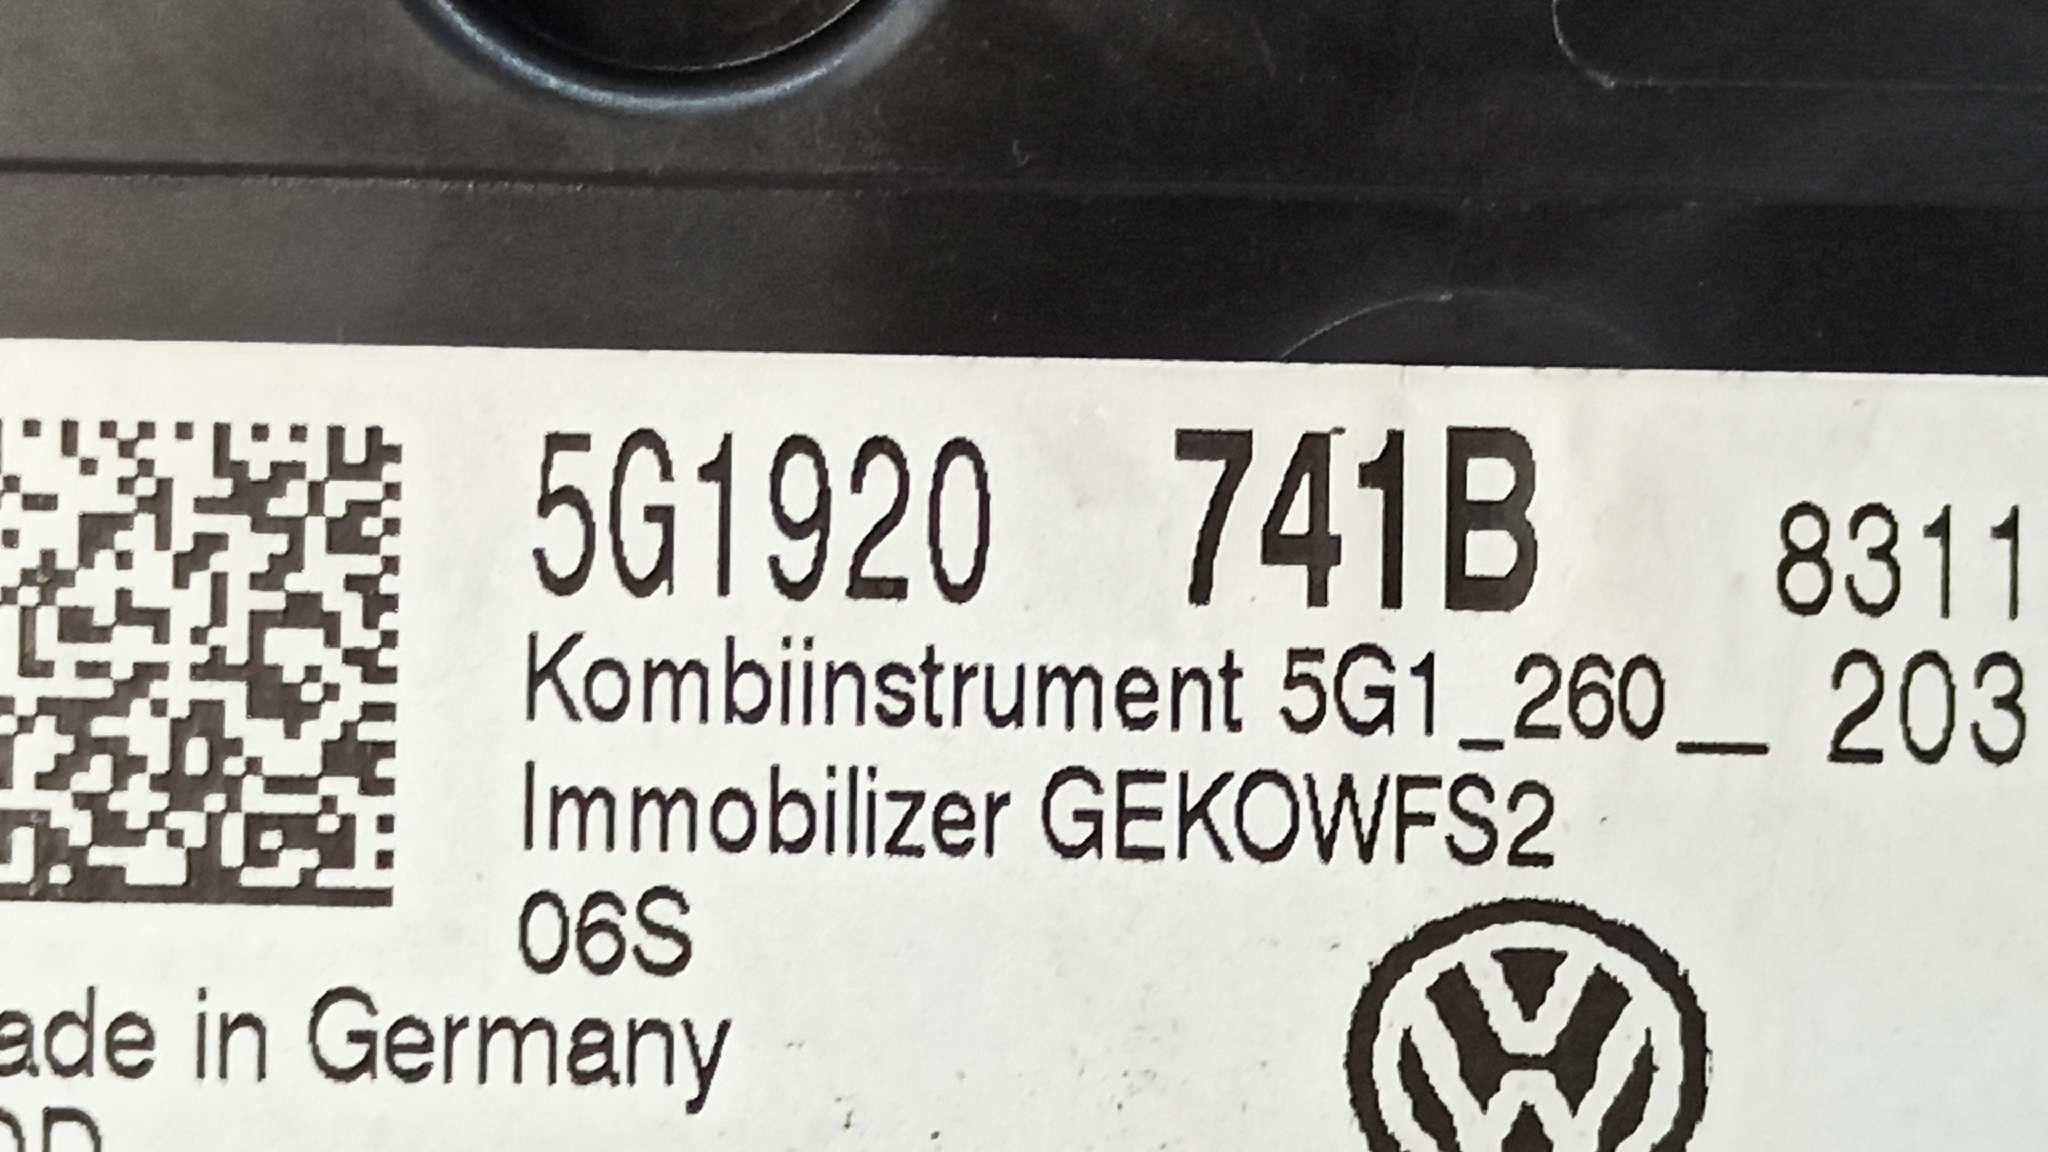 5G1920 741B 8311
Kombiinstrument 5G1_260__ 203
Immobilizer GEKOWFS2
06S
ade in Germany